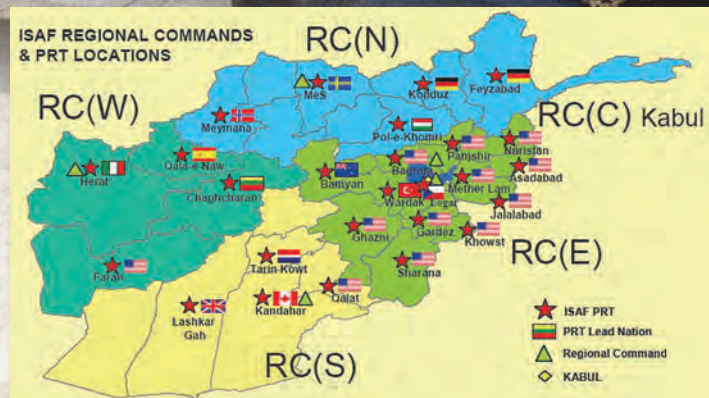 ISAF REGIONAL COMMANDS
& PRT LOCATIONS
RC(N)
MeS
Konduz
Feyzabad
RC(W)
Meymana
Pol-e-Khomri
RC(C) Kabul
Qala-e-Naw
Panjshir
Nuristan
Herat
Bamyan
Bagram
Asadabad
Mether Lam
Chaghcharan
Wardak
Logar
Jalalabad
Ghazni
Gardez
Khowst
RC(E)
Farah
Tarin Kowt
Sharana
Lashkar
Gah
Kandahar
Qalat
RC(S)
ISAF PRT
PRT Lead Nation
Regional Command
KABUL